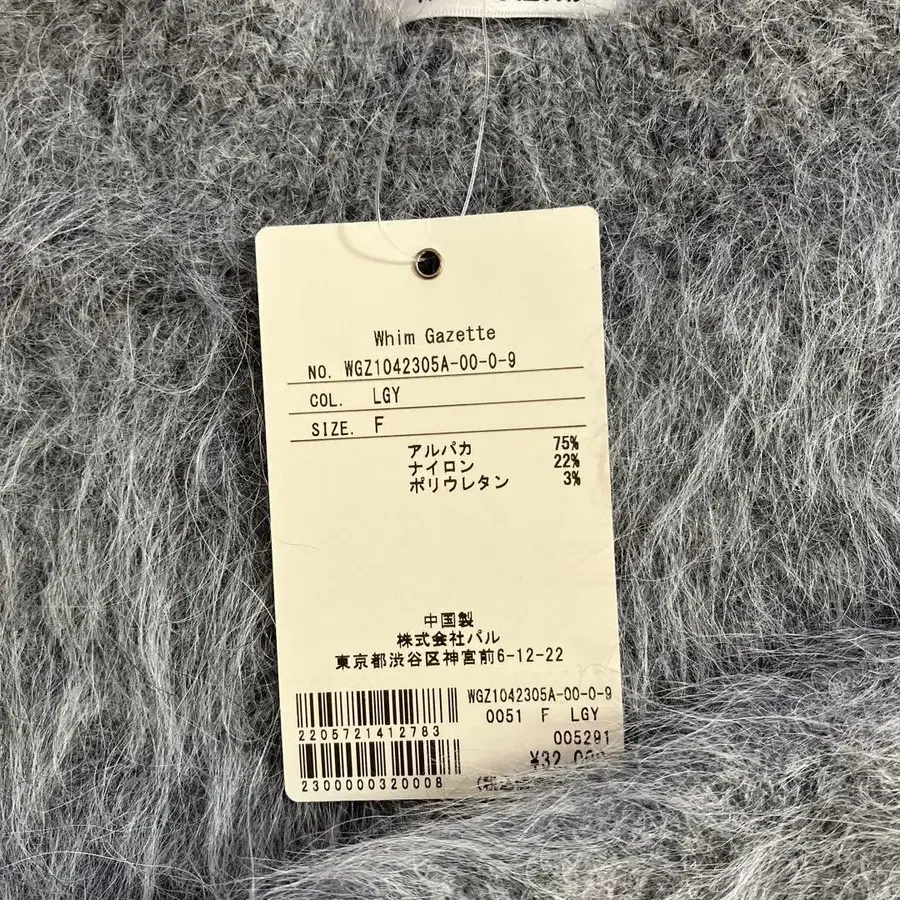 Whim Gazette
NO. WGZ1042305A-00-0-9
COL. LGY
SIZE. F
アルパカ 75%
ナイロン 22%
ポリウレタン 3%
中国製
株式会社パル
東京都渋谷区神宮前6-12-22
WGZ1042305A-00-0-9
0051 F LGY
2205721412783
005291
2300000320008